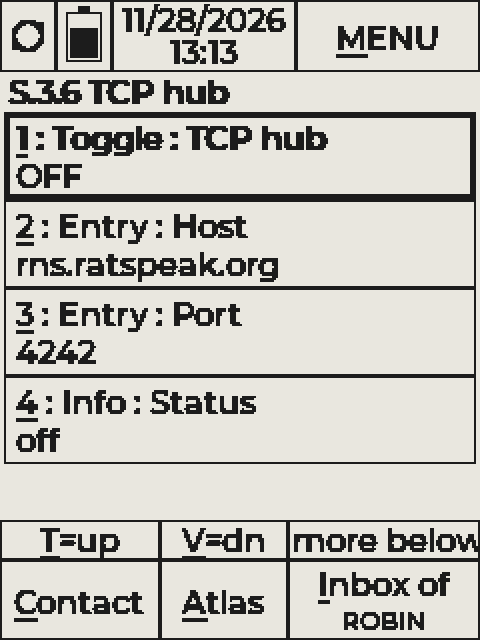 11/28/2026
13:13
MENU
S.3.6 TCP hub
1 : Toggle : TCP hub
OFF
2 : Entry : Host
rns.ratspeak.org
3 : Entry : Port
4242
4 : Info : Status
off
T=up
V=dn
more below
Contact
Atlas
Inbox of
ROBIN